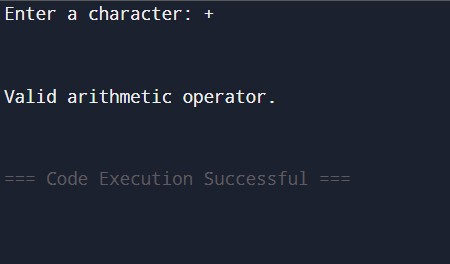 Enter a character: +
Valid arithmetic operator.
=== Code Execution Successful ===